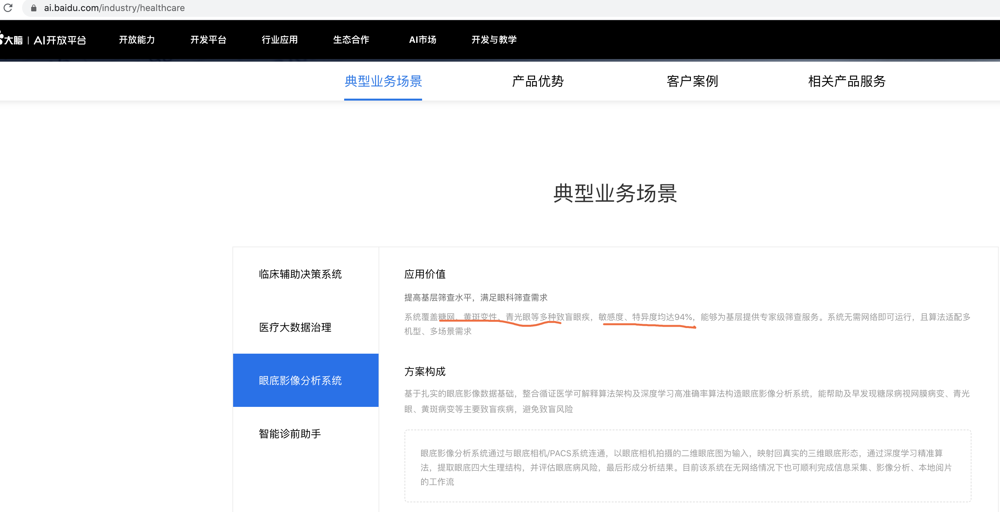 ai.baidu.com/industry/healthcare
大脑 | AI开放平台
开放能力
开发平台
行业应用
生态合作
AI市场
开发与教学
典型业务场景
产品优势
客户案例
相关产品服务
典型业务场景
临床辅助决策系统
医疗大数据治理
眼底影像分析系统
智能诊前助手
应用价值
提高基层筛查水平，满足眼科筛查需求
系统覆盖糖网、黄斑变性、青光眼等多种致盲眼疾，敏感度、特异度均达94%，能够为基层提供专家级筛查服务。系统无需网络即可运行，且算法适配多
机型、多场景需求
方案构成
基于扎实的眼底影像数据基础，整合循证医学可解释算法架构及深度学习高准确率算法构造眼底影像分析系统，能帮助及早发现糖尿病视网膜病变、青光
眼、黄斑病变等主要致盲疾病，避免致盲风险
眼底影像分析系统通过与眼底相机/PACS系统连通，以眼底相机拍摄的二维眼底图为输入，映射回真实的三维眼底形态，通过深度学习精准算
法，提取眼底四大生理结构，并评估眼底病风险，最后形成分析结果。目前该系统在无网络情况下也可顺利完成信息采集、影像分析、本地阅片
的工作流